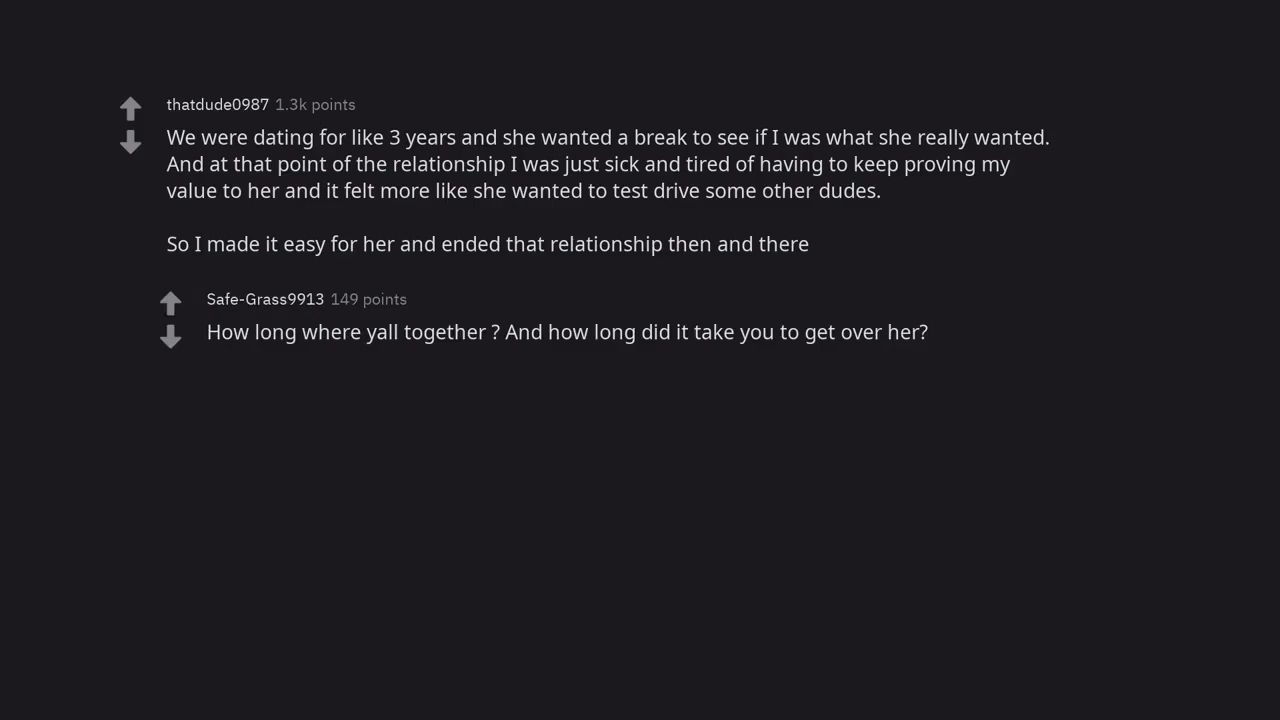 thatdude0987 1.3k points
We were dating for like 3 years and she wanted a break to see if I was what she really wanted.
And at that point of the relationship I was just sick and tired of having to keep proving my
value to her and it felt more like she wanted to test drive some other dudes.
So I made it easy for her and ended that relationship then and there
Safe-Grass9913 149 points
How long where yall together ? And how long did it take you to get over her?